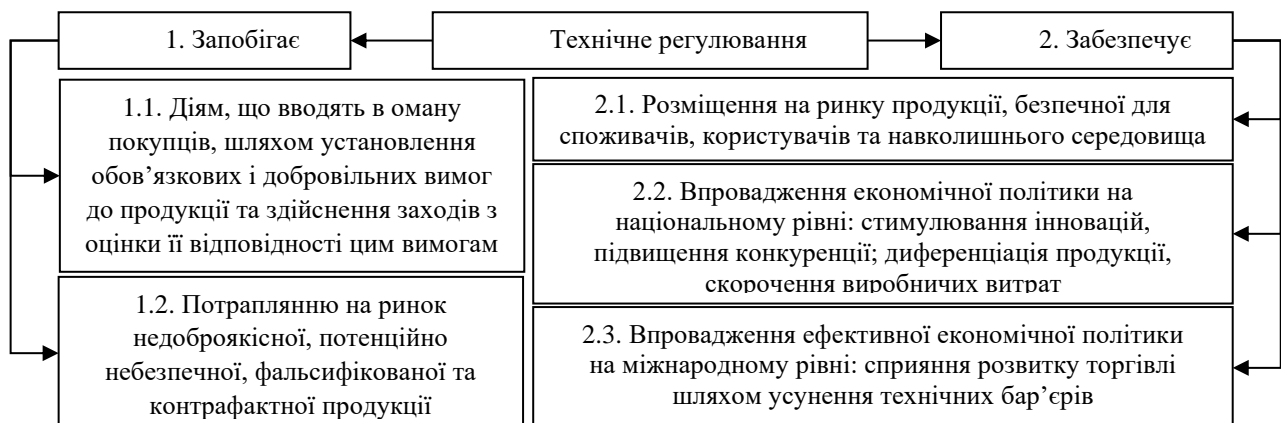 1. Запобігає
Технічне регулювання
2. Забезпечує
1.1. Діям, що вводять в оману
покупців, шляхом установлення
обов’язкових і добровільних вимог
до продукції та здійснення заходів з
оцінки її відповідності цим вимогам
1.2. Потраплянню на ринок
недоброякісної, потенційно
небезпечної, фальсифікованої та
контрафактної продукції
2.1. Розміщення на ринку продукції, безпечної для
споживачів, користувачів та навколишнього середовища
2.2. Впровадження економічної політики на
національному рівні: стимулювання інновацій,
підвищення конкуренції; диференціація продукції,
скорочення виробничих витрат
2.3. Впровадження ефективної економічної політики
на міжнародному рівні: сприяння розвитку торгівлі
шляхом усунення технічних бар’єрів